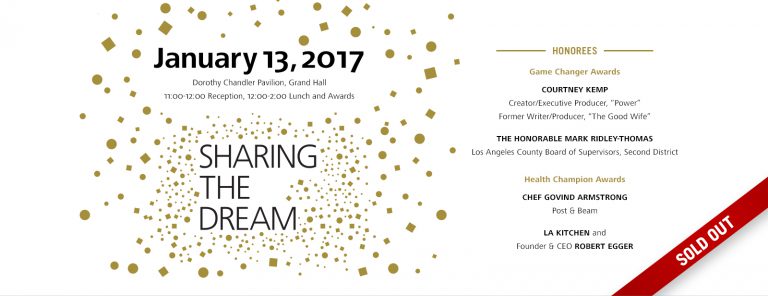 January 13, 2017
Dorothy Chandler Pavilion, Grand Hall
11:00-12:00 Reception, 12:00-2:00 Lunch and Awards
SHARING
THE
DREAM
HONOREES
Game Changer Awards
COURTNEY KEMP
Creator/Executive Producer, "Power"
Former Writer/Producer, "The Good Wife"
THE HONORABLE MARK RIDLEY-THOMAS
Los Angeles County Board of Supervisors, Second District
Health Champion Awards
CHEF GOVIND ARMSTRONG
Post & Beam
LA KITCHEN and
Founder & CEO ROBERT EGGER
SOLD OUT